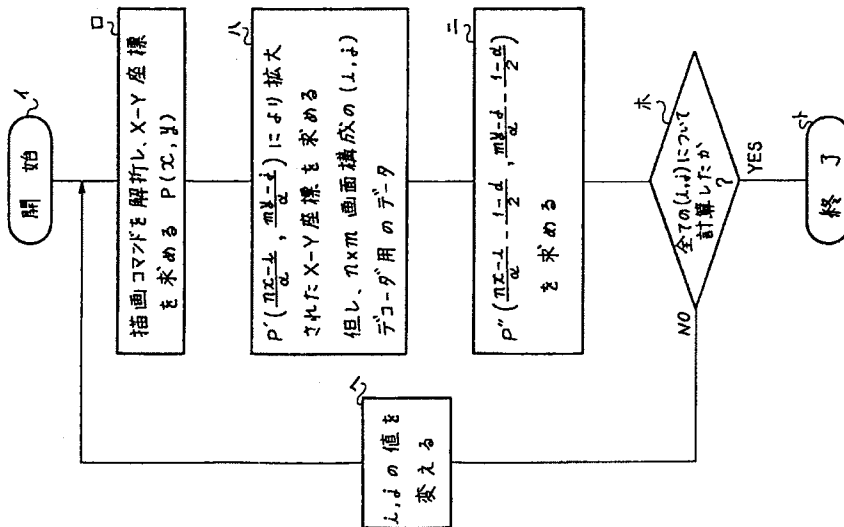 イ
開始
ロ
描画コマンドを解析し、X-Y座標
を求める P(x,y)
ハ
P'(nx-i/α, my-j/α)により拡大
されたX-Y座標を求める
但し、n×m画面構成の(i,j)
デコーダ用のデータ
ニ
P"(nx-i/α - 1-α/2, my-j/α - 1-α/2)
を求める
ホ
全ての(i,j)について
計算したか
?
NO
YES
ヘ
i,jの値を
変える
ト
終了